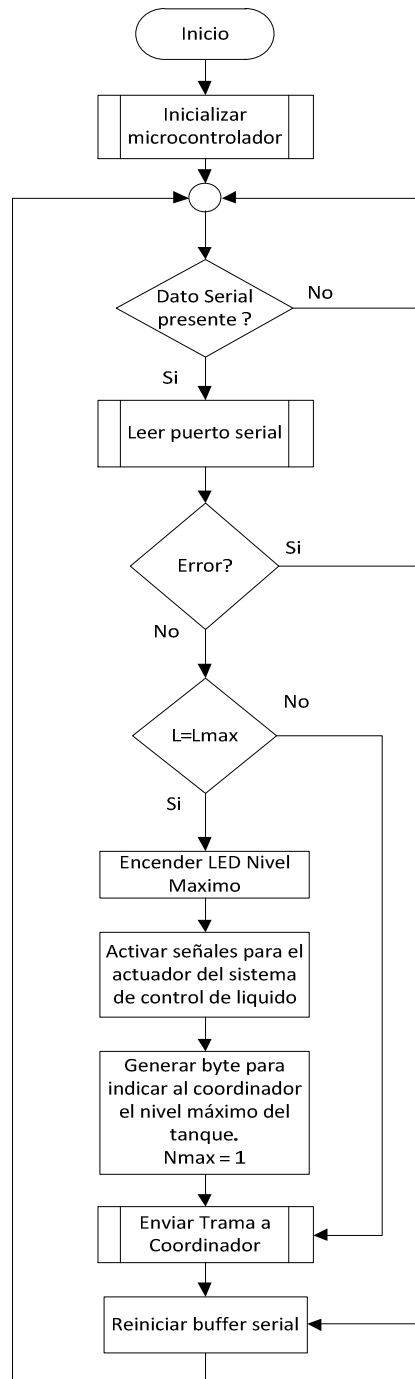 Inicio
Inicializar
microcontrolador
Dato Serial
presente ?
No
Si
Leer puerto serial
Error?
Si
No
L=Lmax
No
Si
Encender LED Nivel
Maximo
Activar señales para el
actuador del sistema
de control de liquido
Generar byte para
indicar al coordinador
el nivel máximo del
tanque.
Nmax = 1
Enviar Trama a
Coordinador
Reiniciar buffer serial